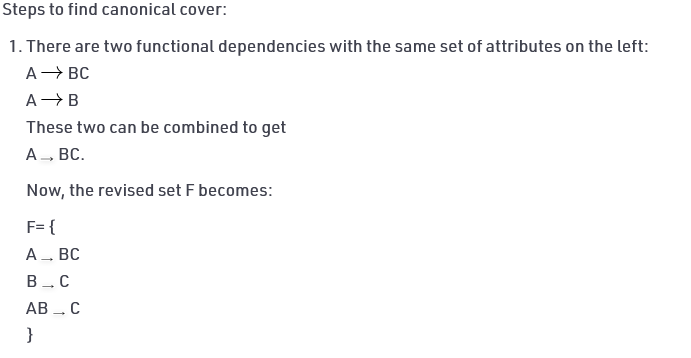 Steps to find canonical cover:
1. There are two functional dependencies with the same set of attributes on the left:
A ⟶ BC
A ⟶ B
These two can be combined to get
A → BC.
Now, the revised set F becomes:
F= {
A → BC
B → C
AB → C
}